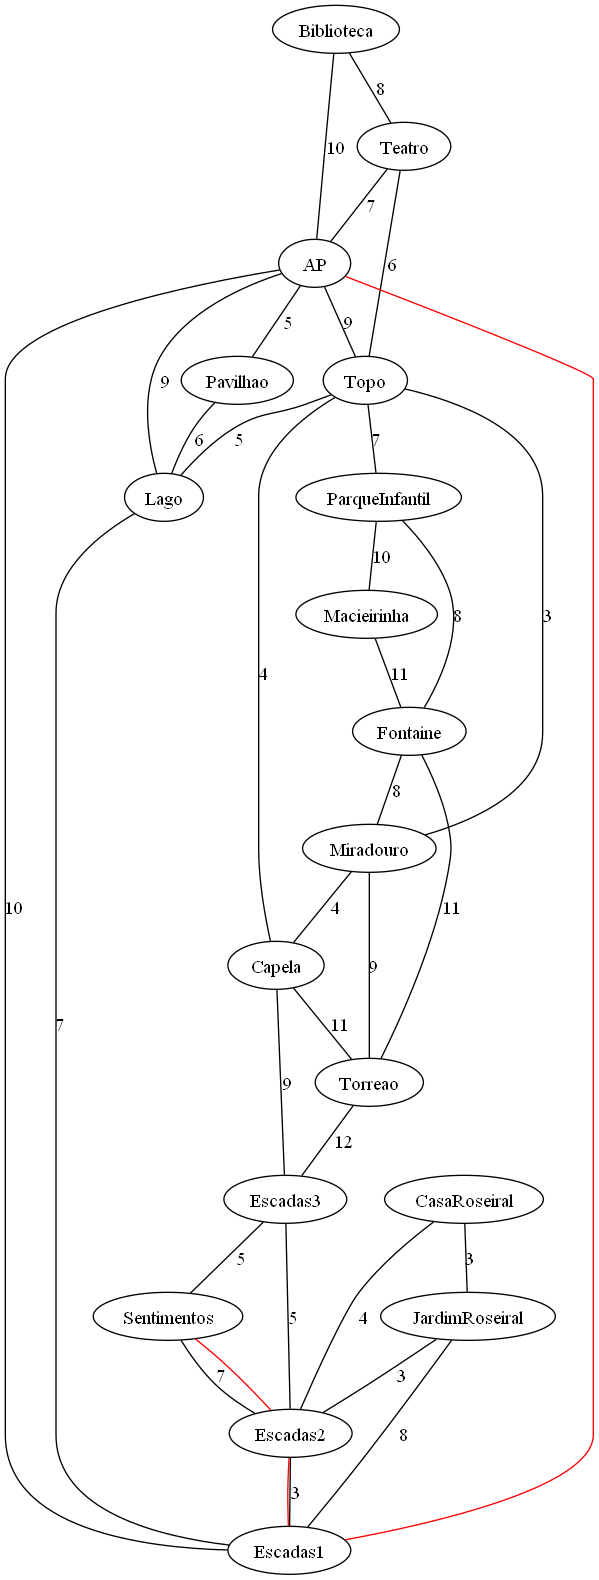 Biblioteca
8
Teatro
10
7
AP
6
5
9
Pavilhao
Topo
9
6
5
7
Lago
ParqueInfantil
10
Macieirinha
8
3
4
11
Fontaine
8
Miradouro
10
4
11
Capela
9
7
11
Torreao
9
12
Escadas3
CasaRoseiral
5
3
Sentimentos
5
4
JardimRoseiral
7
3
Escadas2
8
3
Escadas1